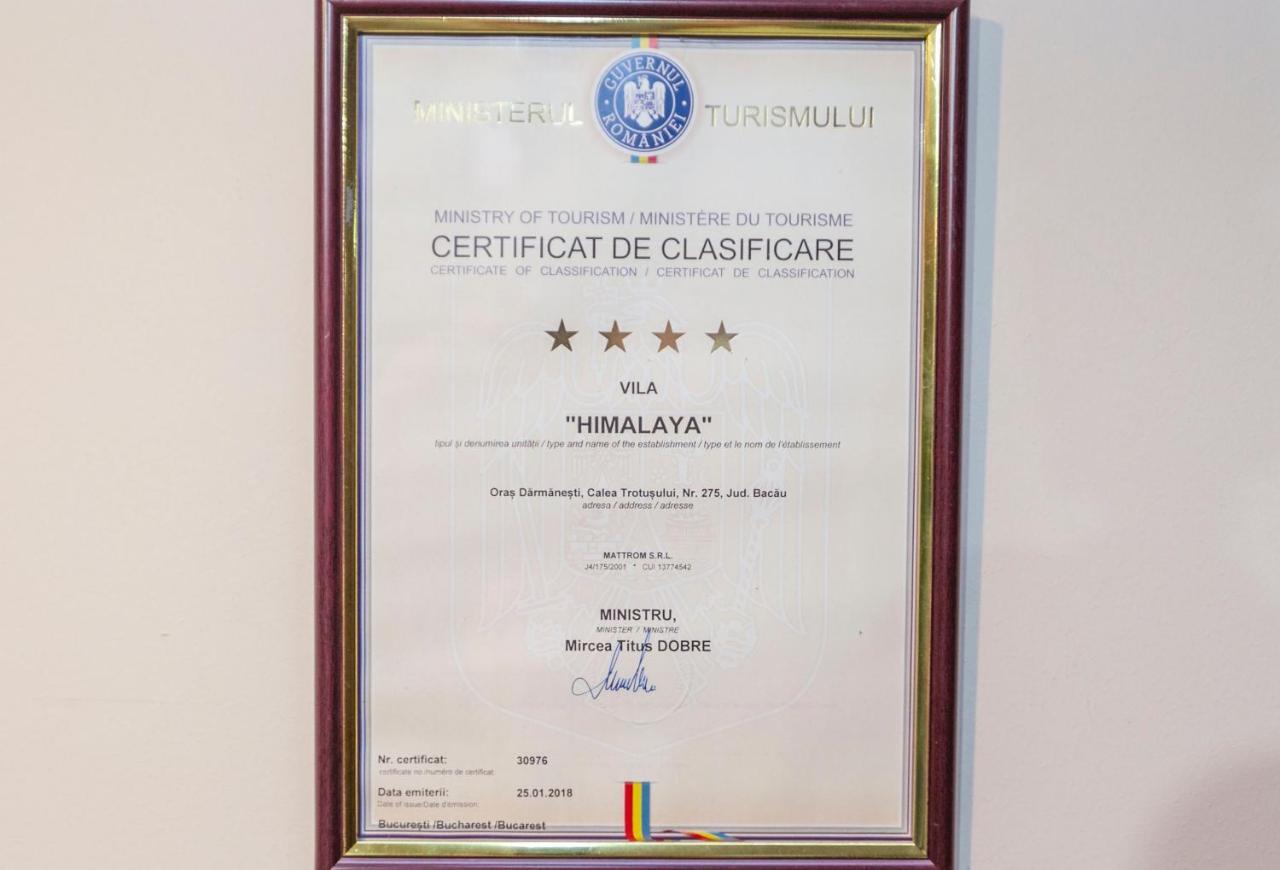 MINISTERUL TURISMULUI
GUVERNUL ROMÂNIEI
MINISTRY OF TOURISM / MINISTÈRE DU TOURISME
CERTIFICAT DE CLASIFICARE
CERTIFICATE OF CLASSIFICATION / CERTIFICAT DE CLASSIFICATION
VILA
"HIMALAYA"
tipul și denumirea unității / type and name of the establishment / type et le nom de l'établissement
Oraș Dărmănești, Calea Trotușului, Nr. 275, Jud. Bacău
adresa / address / adresse
MATTROM S.R.L.
J4/175/2001 * CUI 13774542
MINISTRU,
MINISTER / MINISTRE
Mircea Titus DOBRE
Nr. certificat: 30976
certificate no./numéro de certificat:
Data emiterii: 25.01.2018
Date of issue/Date d'émission:
București /Bucharest /Bucarest